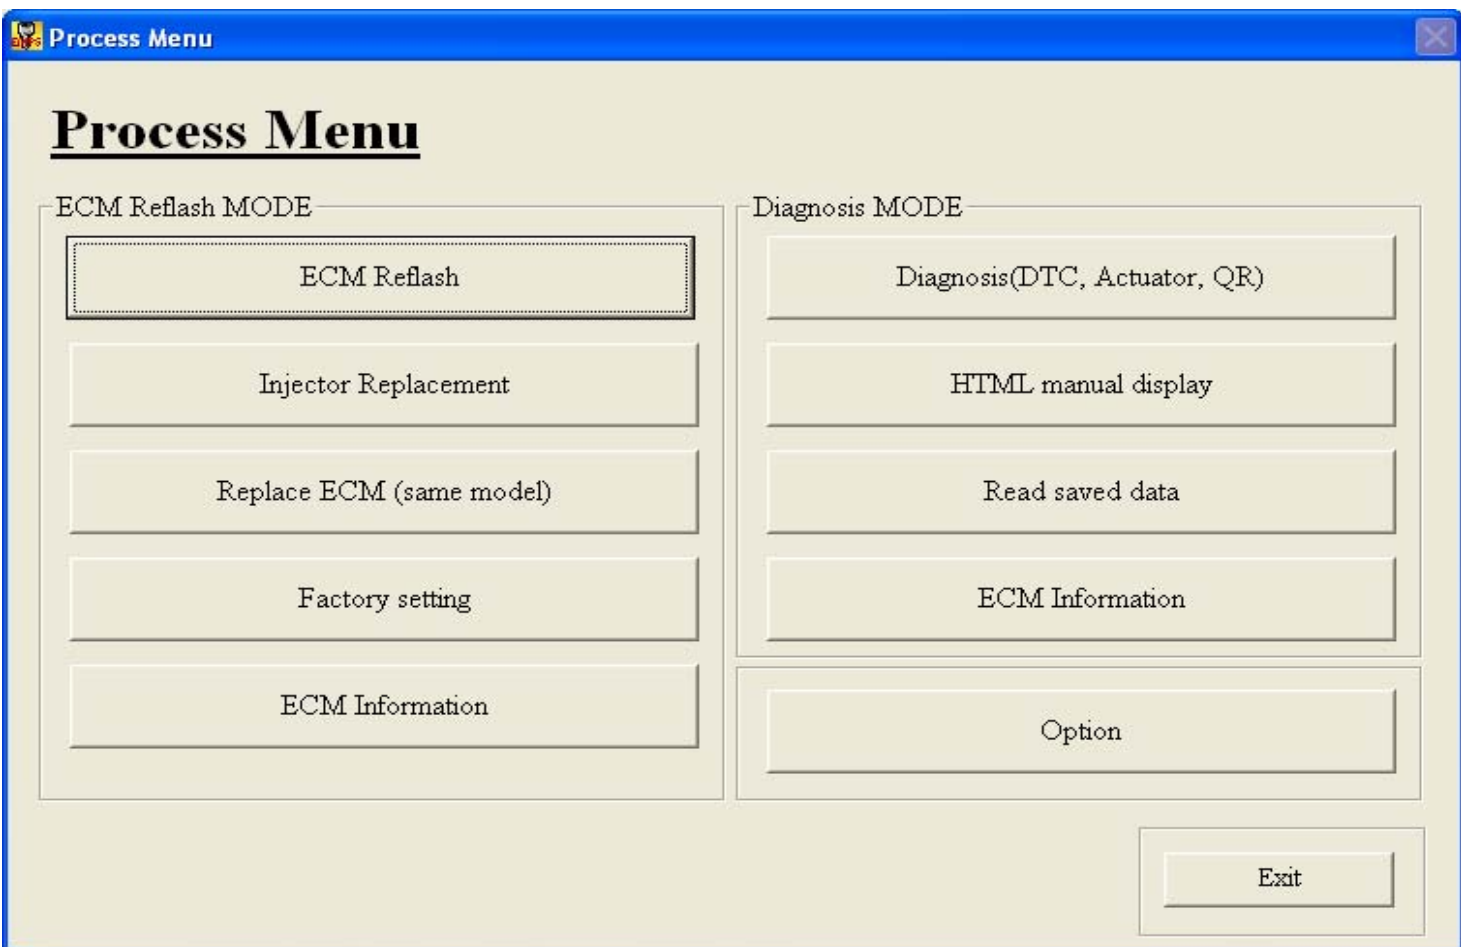 Process Menu
Process Menu
ECM Reflash MODE
ECM Reflash
Injector Replacement
Replace ECM (same model)
Factory setting
ECM Information
Diagnosis MODE
Diagnosis(DTC, Actuator, QR)
HTML manual display
Read saved data
ECM Information
Option
Exit